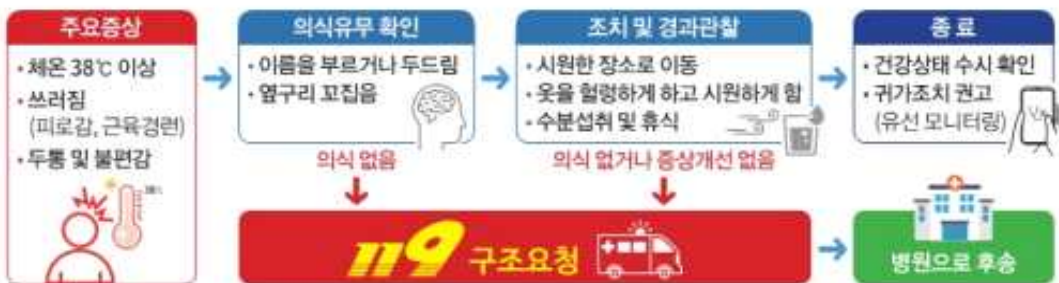 주요증상
• 체온 38℃ 이상
• 쓰러짐
(피로감, 근육경련)
• 두통 및 불편감
의식유무 확인
• 이름을 부르거나 두드림
• 옆구리 꼬집음
의식 없음
조치 및 경과관찰
• 시원한 장소로 이동
• 옷을 헐렁하게 하고 시원하게 함
• 수분섭취 및 휴식
의식 없거나 증상개선 없음
종료
• 건강상태 수시 확인
• 귀가조치 권고
(유선 모니터링)
119 구조요청
병원으로 후송